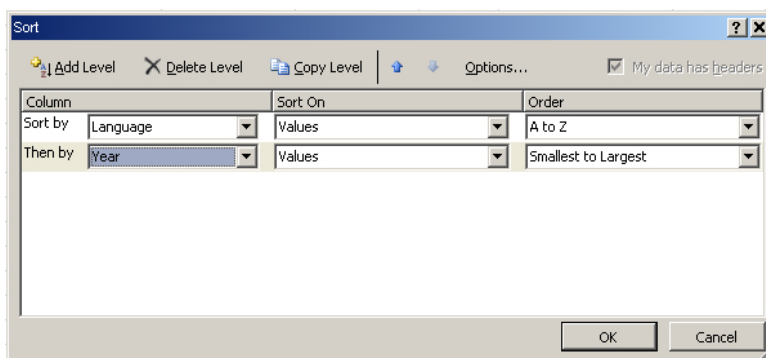 Sort
Add Level Delete Level Copy Level Options... My data has headers
Column Sort On Order
Sort by Language Values A to Z
Then by Year Values Smallest to Largest
OK Cancel